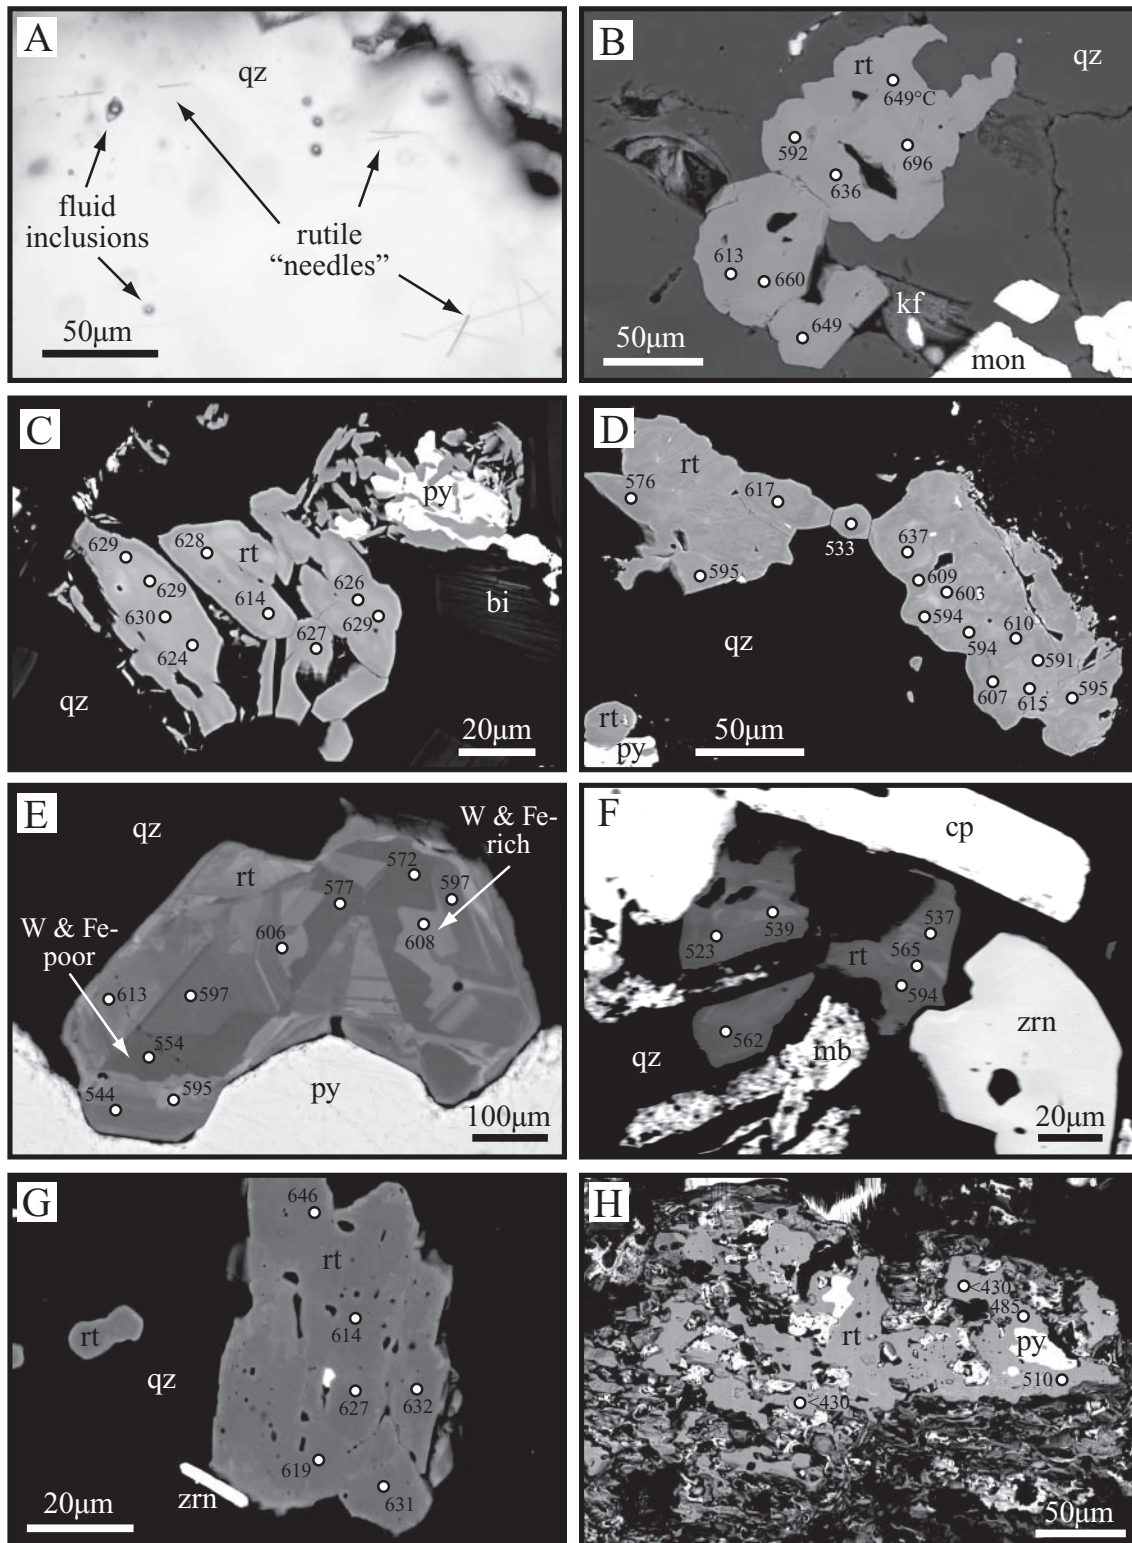 A
qz
fluid
inclusions
rutile
“needles”
50µm
B
rt
qz
649°C
592
696
636
613
660
649
kf
mon
50µm
C
py
629
628
rt
629
626
630
614
629
bi
624
627
qz
20µm
D
rt
576
617
533
637
595
609
603
594
610
594
qz
591
607
615
595
rt
py
50µm
E
qz
W & Fe-
rich
rt
572
577
597
W & Fe-
poor
606
608
613
597
554
544
595
py
100µm
F
cp
539
537
523
rt
565
594
zrn
562
qz
mb
20µm
G
646
rt
614
rt
qz
627
632
619
631
zrn
20µm
H
<430
485
rt
py
510
<430
50µm